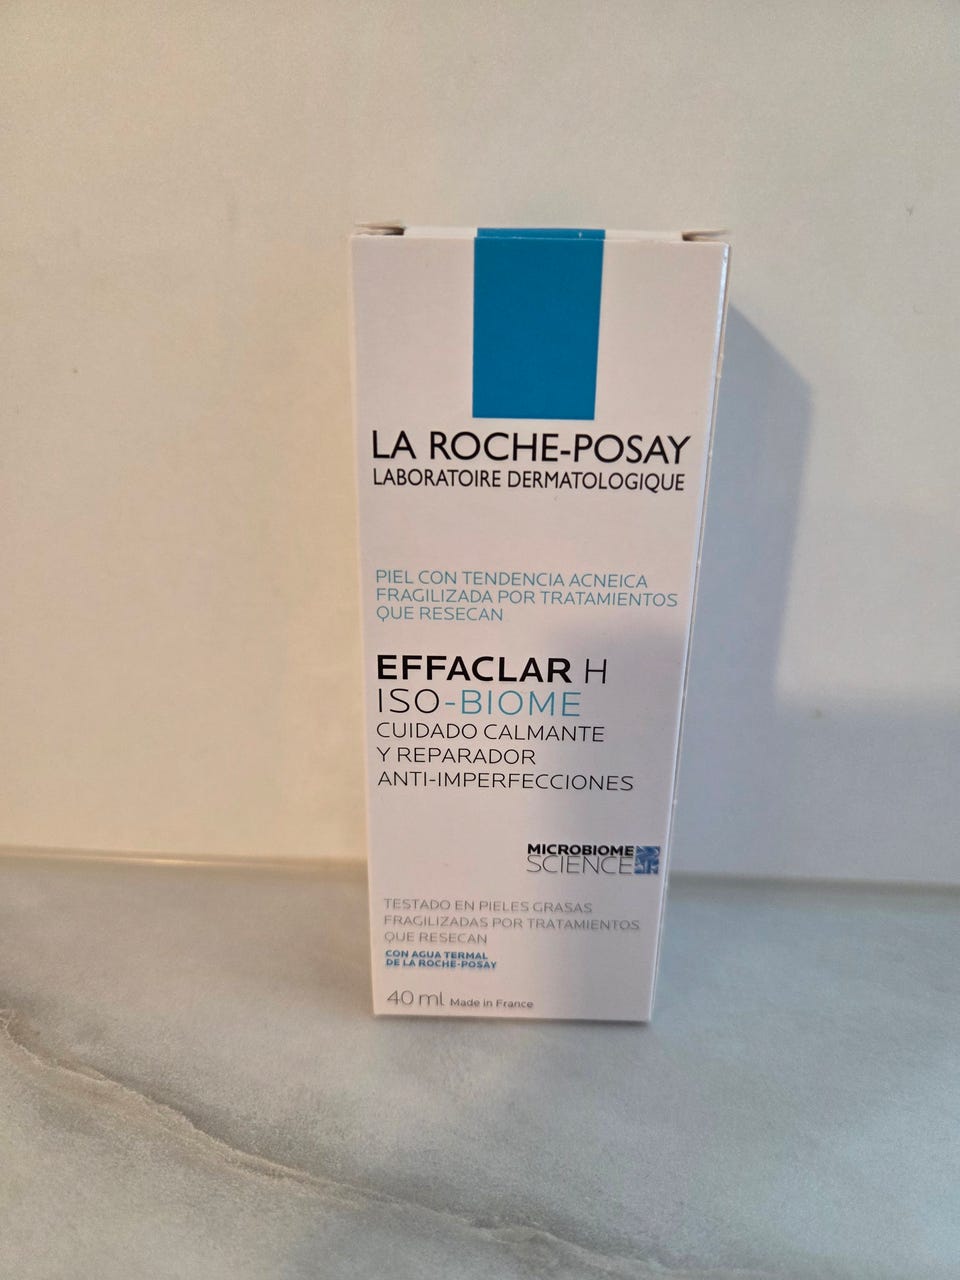 LA ROCHE-POSAY
LABORATOIRE DERMATOLOGIQUE
PIEL CON TENDENCIA ACNEICA
FRAGILIZADA POR TRATAMIENTOS
QUE RESECAN
EFFACLAR H
ISO-BIOME
CUIDADO CALMANTE
Y REPARADOR
ANTI-IMPERFECCIONES
MICROBIOME
SCIENCE
TESTADO EN PIELES GRASAS
FRAGILIZADAS POR TRATAMIENTOS
QUE RESECAN
CON AGUA TERMAL
DE LA ROCHE-POSAY
40 ml Made in France